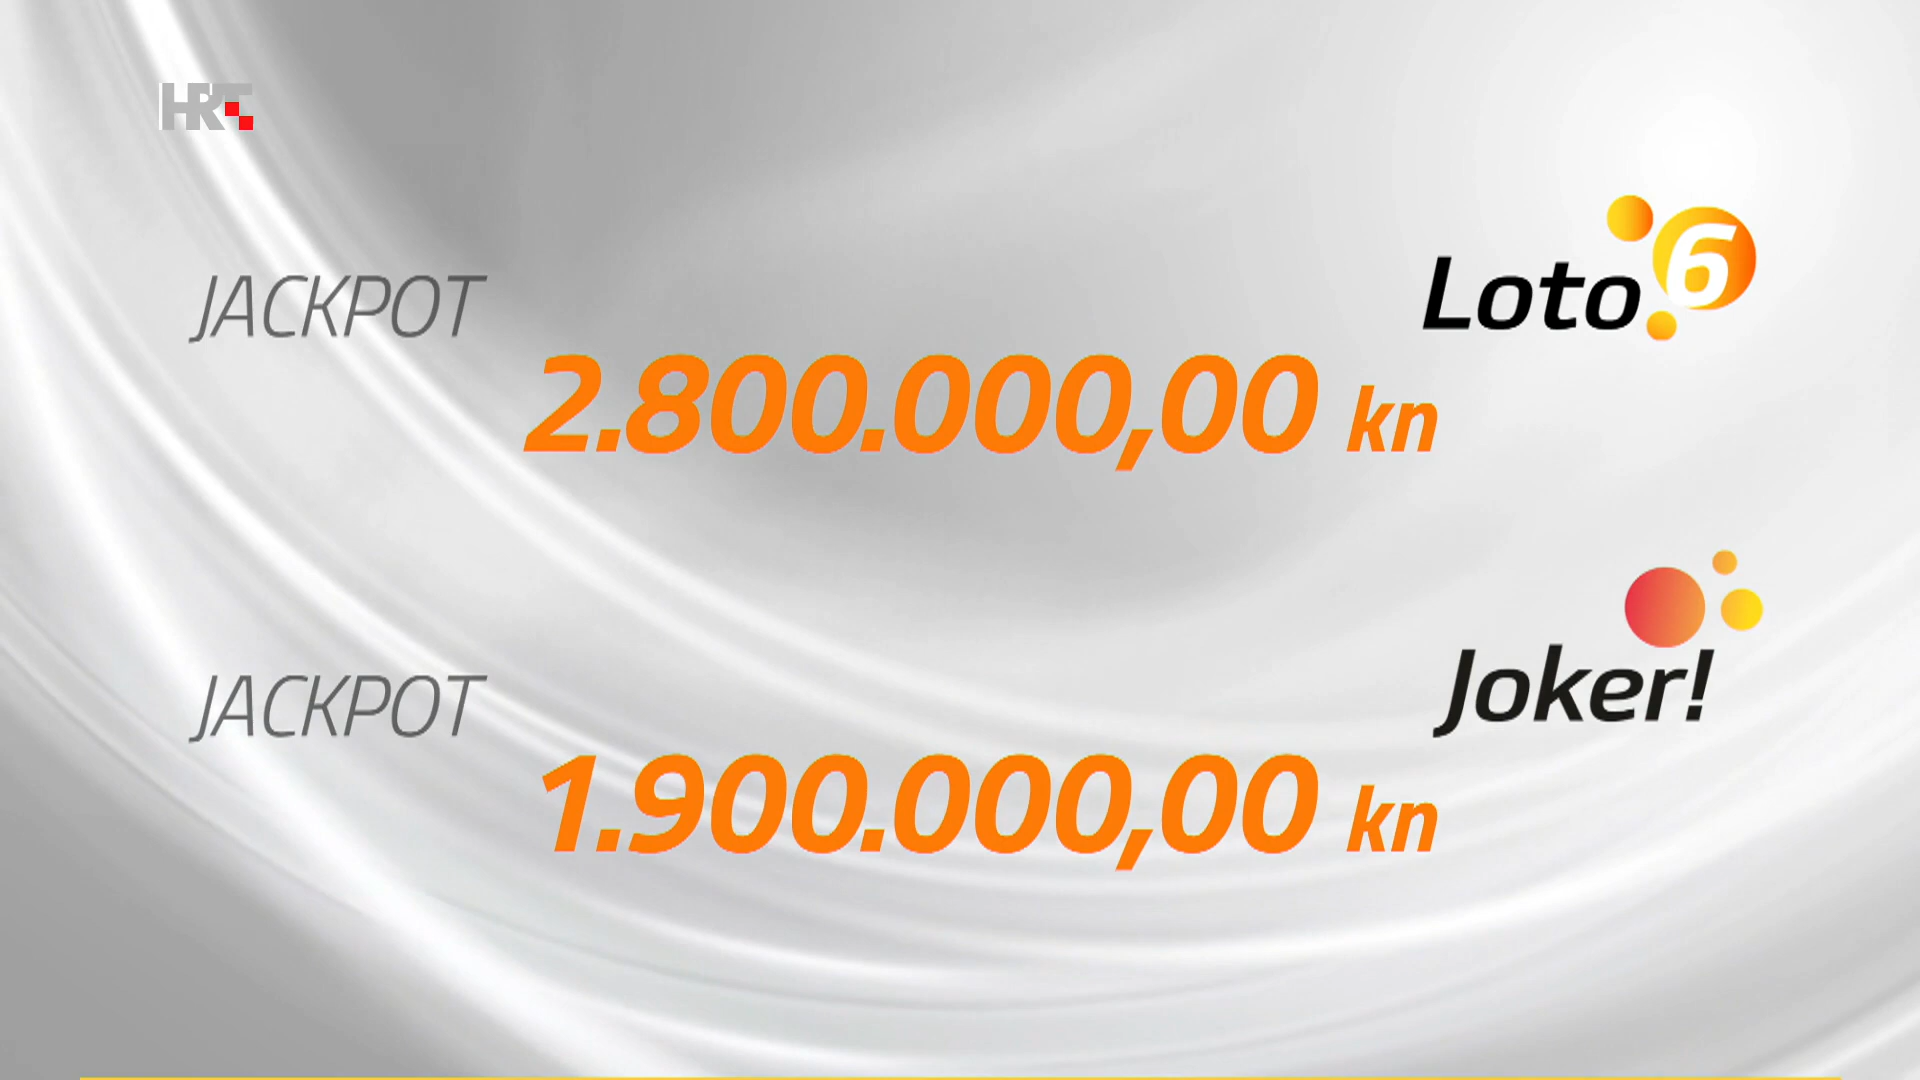 HRT
JACKPOT
Loto 6
2.800.000,00 kn
JACKPOT
Joker!
1.900.000,00 kn